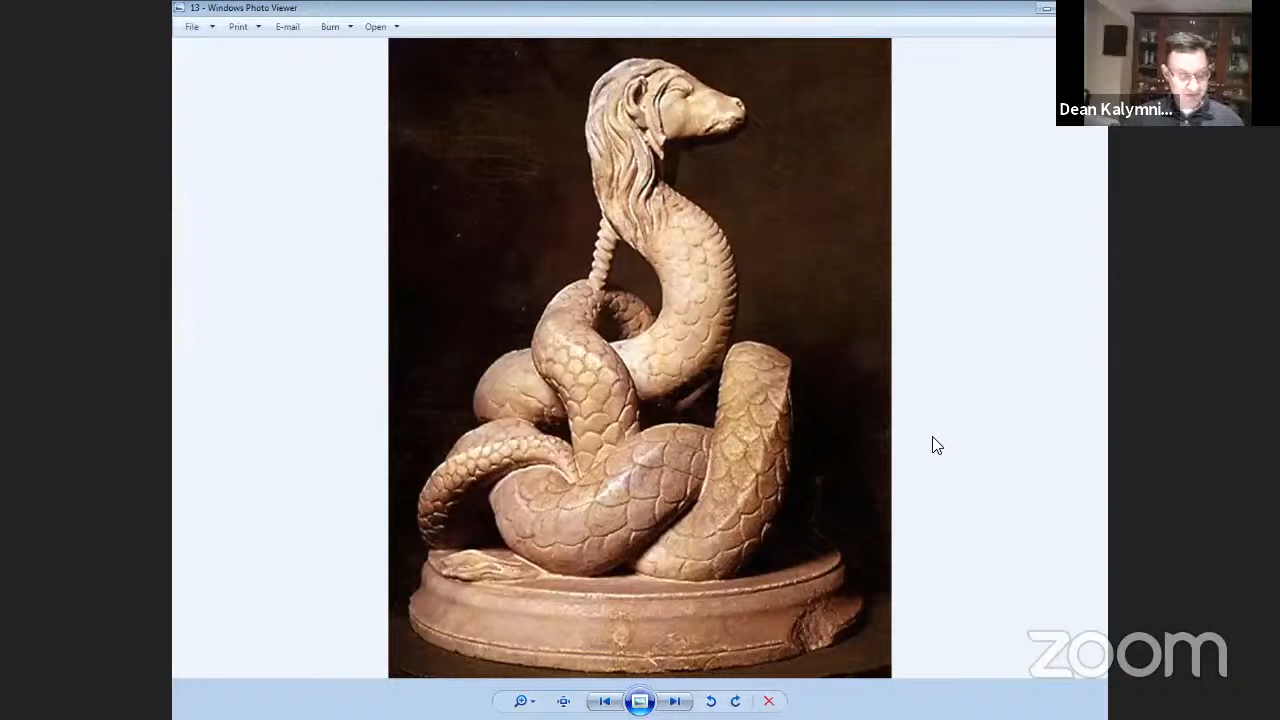 13 - Windows Photo Viewer
File Print E-mail Burn Open
Dean Kalymni...
zoom